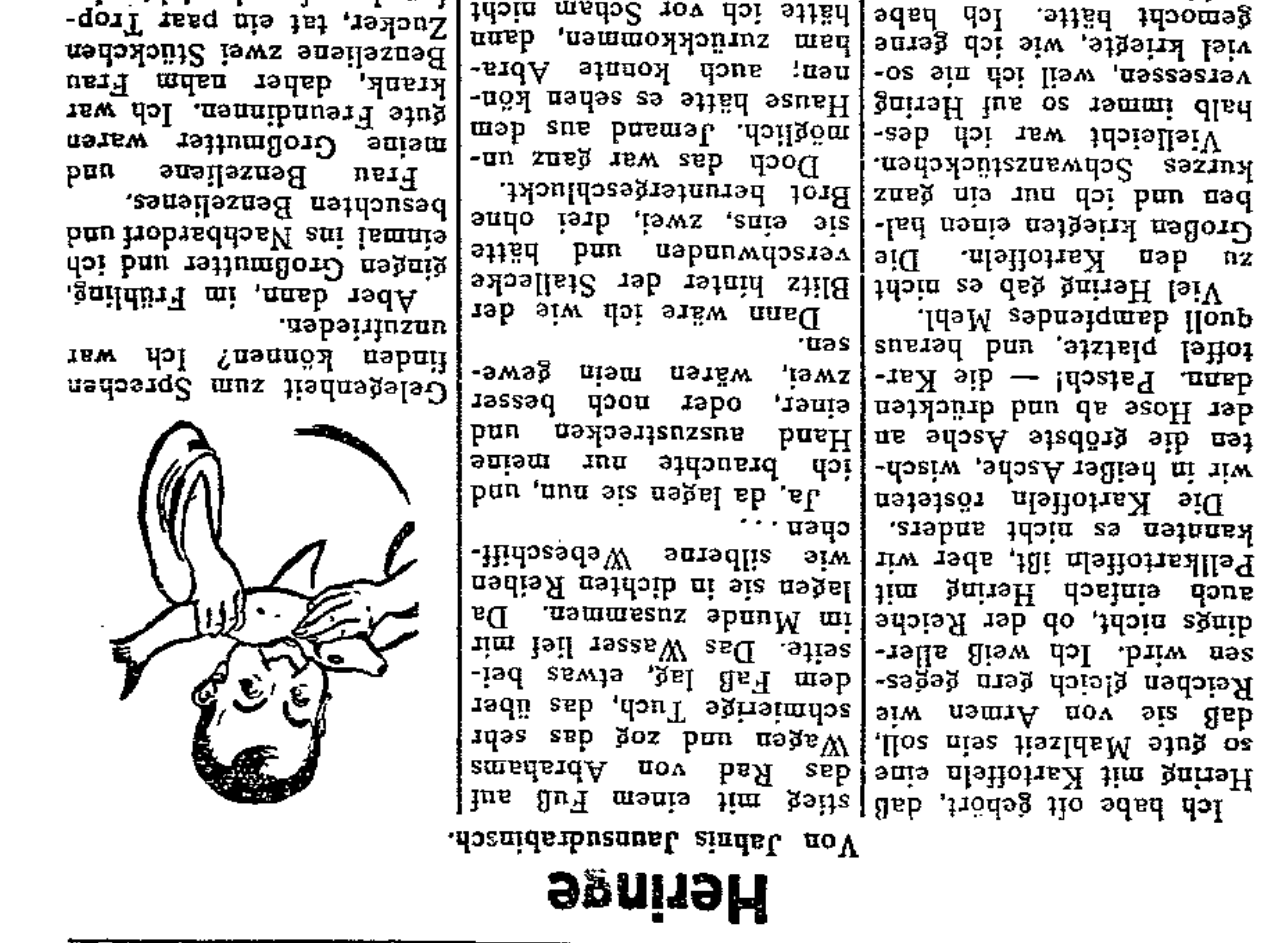 Heringe
Von Jahnis Jaunsudrabinsch.
Ich habe oft gehört, daß
Hering mit Kartoffeln eine
so gute Mahlzeit sein soll,
daß sie von Armen wie
Reichen gleich gern geges-
sen wird. Ich weiß aller-
dings nicht, ob der Reiche
auch einfach Hering mit
Pellkartoffeln ißt, aber wir
kannten es nicht anders.
Die Kartoffeln rösteten
wir in heißer Asche, wisch-
ten die gröbste Asche an
der Hose ab und drückten
dann. Patsch! — die Kar-
toffel platzte, und heraus
quoll dampfendes Mehl.
Viel Hering gab es nicht
zu den Kartoffeln. Die
Großen kriegten einen hal-
ben und ich nur ein ganz
kurzes Schwanzstückchen.
Vielleicht war ich des-
halb immer so auf Hering
versessen, weil ich nie so-
viel kriegte, wie ich gerne
gemocht hätte. Ich habe
stieg mit einem Fuß auf
das Rad von Abrahams
Wagen und zog das sehr
schmierige Tuch, das über
dem Faß lag, etwas bei-
seite. Das Wasser lief mir
im Munde zusammen. Da
lagen sie in dichten Reihen
wie silberne Webeschiff-
chen ...
Ja, da lagen sie nun, und
ich brauchte nur meine
Hand auszustrecken und
einer, oder noch besser
zwei, wären mein gewe-
sen.
Dann wäre ich wie der
Blitz hinter der Stallecke
verschwunden und hätte
sie eins, zwei, drei ohne
Brot heruntergeschluckt.
Doch das war ganz un-
möglich. Jemand aus dem
Hause hätte es sehen kön-
nen; auch konnte Abra-
ham zurückkommen, dann
hätte ich vor Scham nicht
Gelegenheit zum Sprechen
finden können? Ich war
unzufrieden.
Aber dann, im Frühling,
gingen Großmutter und ich
einmal ins Nachbardorf und
besuchten Benzelienes.
Frau Benzeliene und
meine Großmutter waren
gute Freundinnen. Ich war
krank, daher nahm Frau
Benzeliene zwei Stückchen
Zucker, tat ein paar Trop-